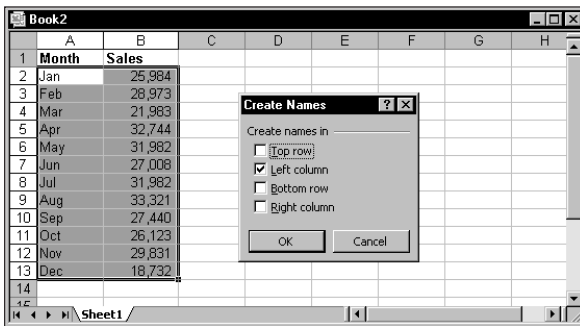 Book2
A B C D E F G H
1 Month Sales
2 Jan 25,984
3 Feb 28,973
4 Mar 21,983
5 Apr 32,744
6 May 31,982
7 Jun 27,008
8 Jul 31,982
9 Aug 33,321
10 Sep 27,440
11 Oct 26,123
12 Nov 29,831
13 Dec 18,732
14
15
Create Names
Create names in
Top row
Left column
Bottom row
Right column
OK Cancel
Sheet1